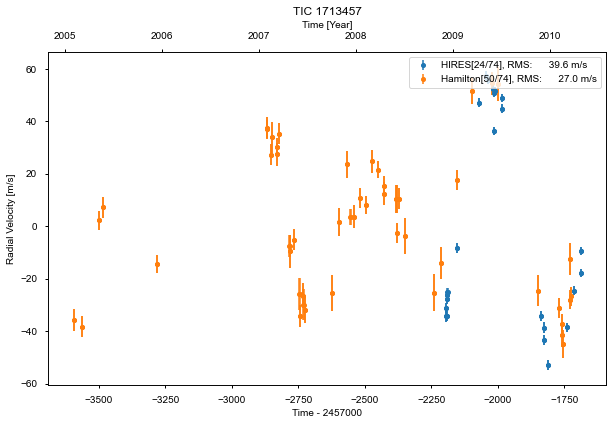 TIC 1713457
Time [Year]
2005 2006 2007 2008 2009 2010
HIRES[24/74], RMS: 39.6 m/s
Hamilton[50/74], RMS: 27.0 m/s
Radial Velocity [m/s]
60
40
20
0
−20
−40
−60
−3500 −3250 −3000 −2750 −2500 −2250 −2000 −1750
Time - 2457000